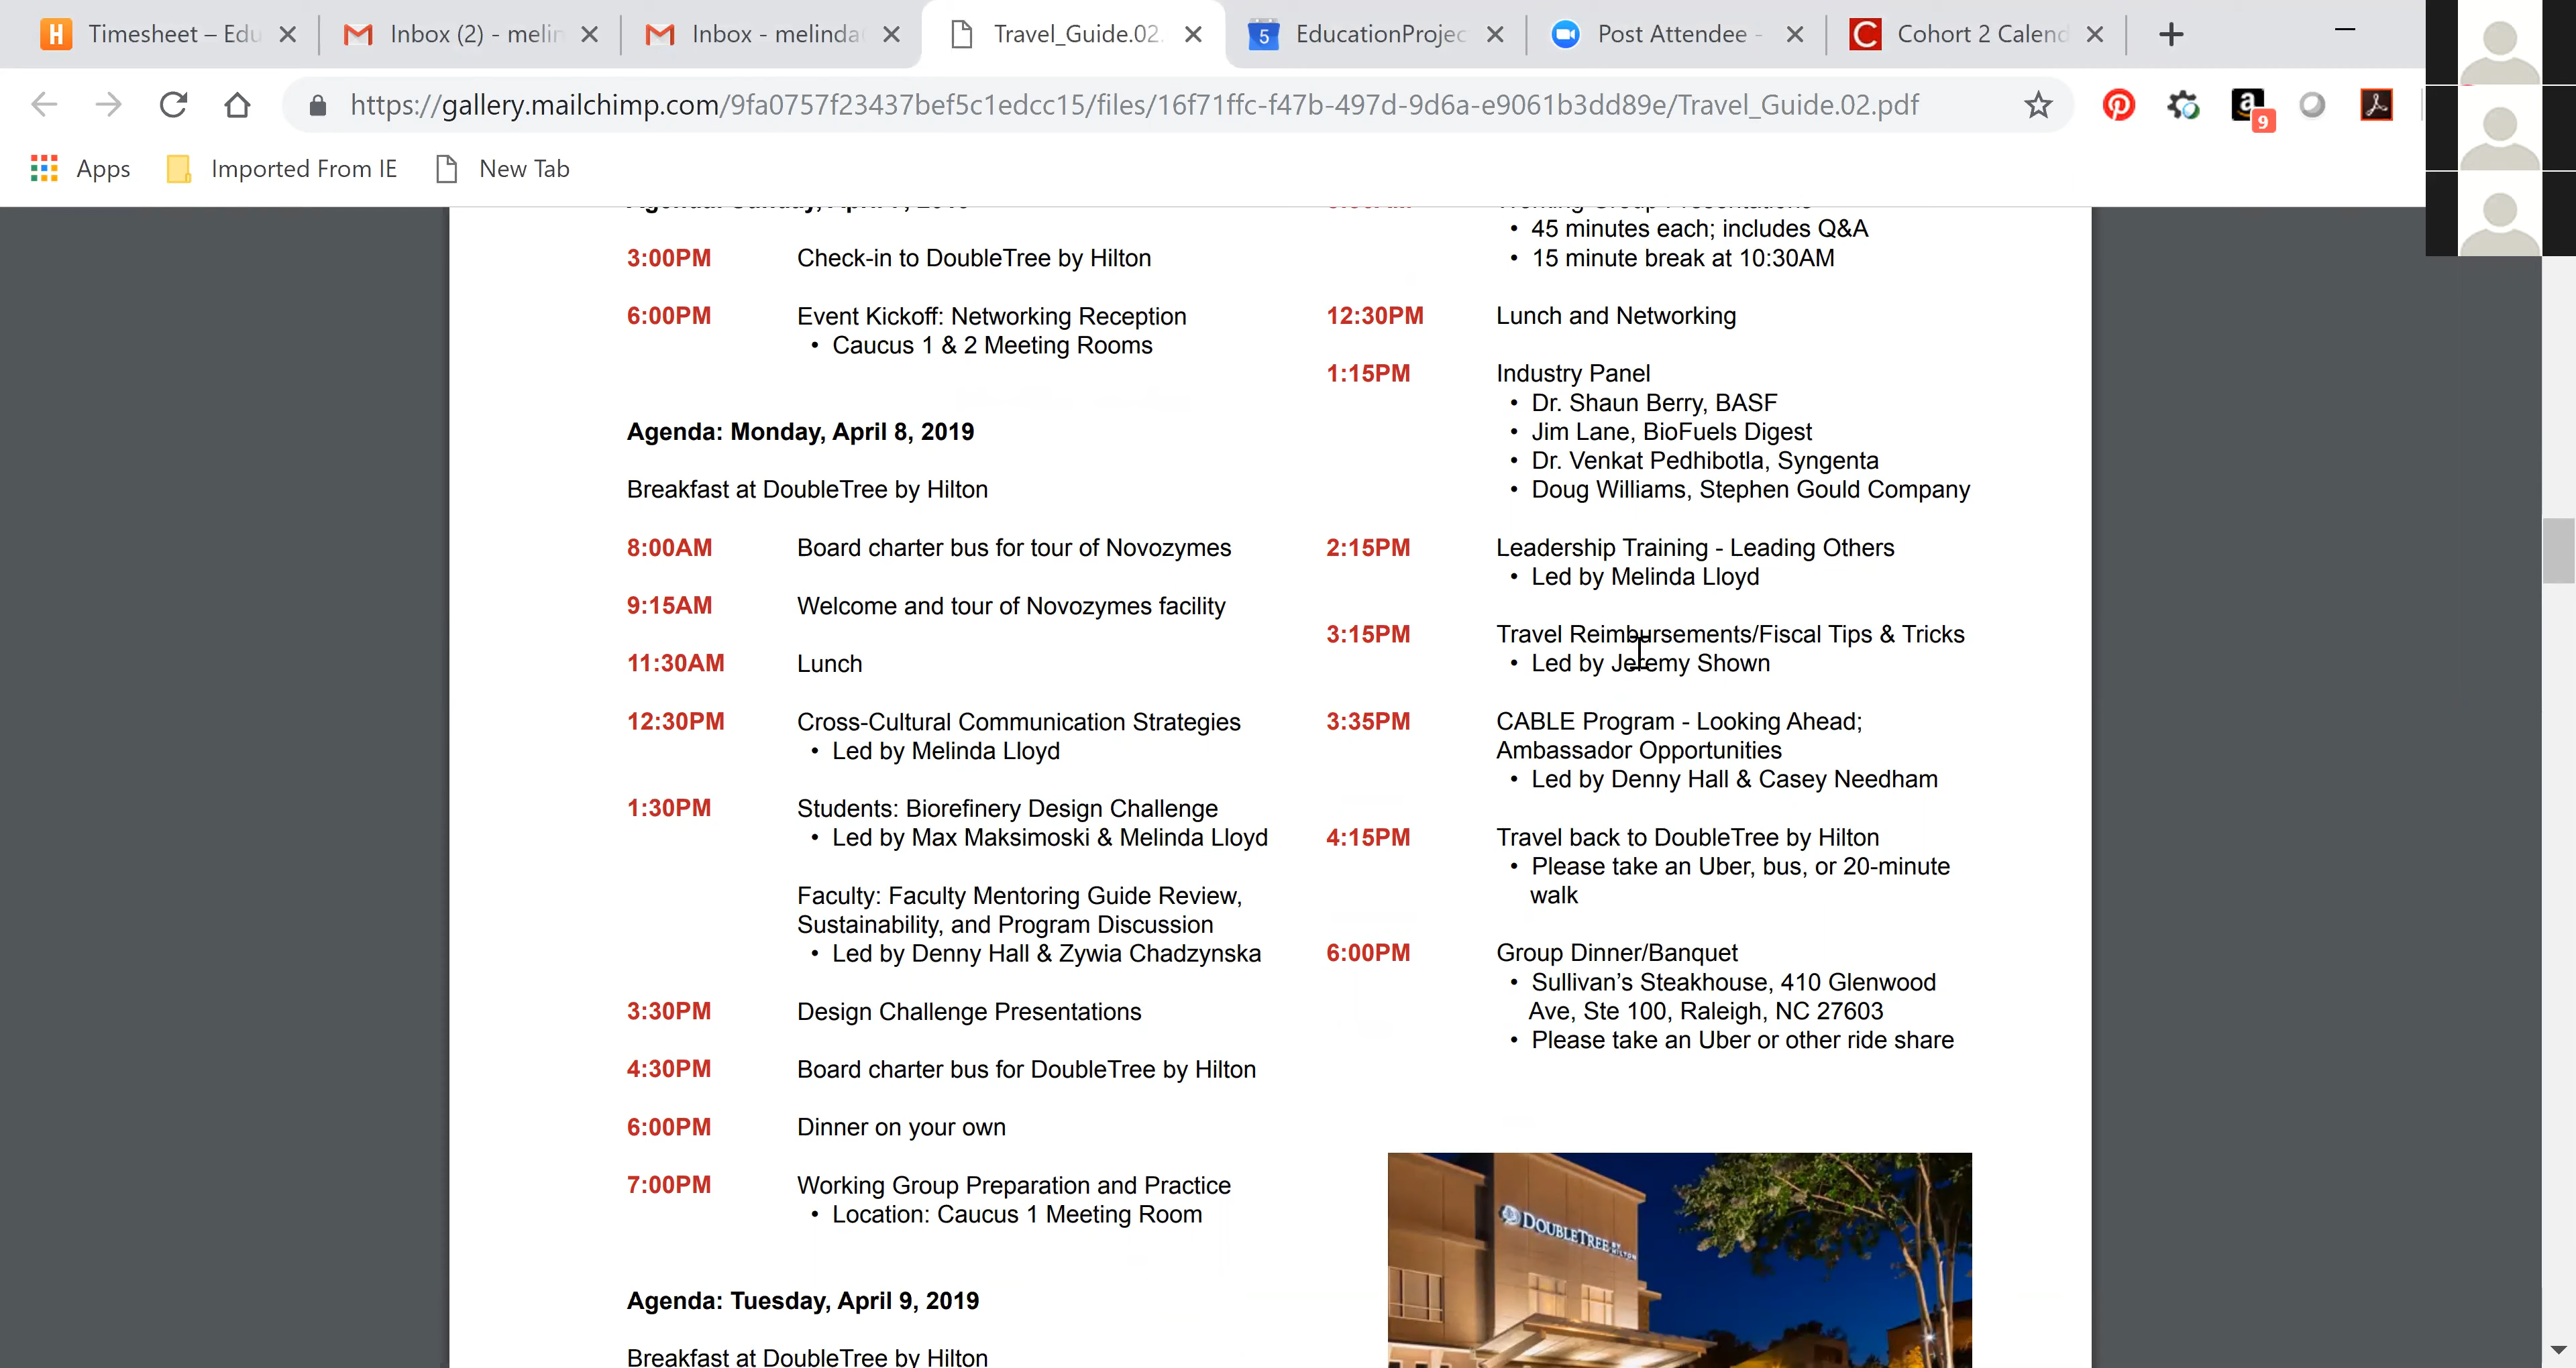 Timesheet – Edu
Inbox (2) - melin
Inbox - melinda
Travel_Guide.02.
5
EducationProjec
Post Attendee -
Cohort 2 Calend
https://gallery.mailchimp.com/9fa0757f23437bef5c1edcc15/files/16f71ffc-f47b-497d-9d6a-e9061b3dd89e/Travel_Guide.02.pdf
9
Apps
Imported From IE
New Tab
3:00PM Check-in to DoubleTree by Hilton
6:00PM Event Kickoff: Networking Reception
• Caucus 1 & 2 Meeting Rooms
Agenda: Monday, April 8, 2019
Breakfast at DoubleTree by Hilton
8:00AM Board charter bus for tour of Novozymes
9:15AM Welcome and tour of Novozymes facility
11:30AM Lunch
12:30PM Cross-Cultural Communication Strategies
• Led by Melinda Lloyd
1:30PM Students: Biorefinery Design Challenge
• Led by Max Maksimoski & Melinda Lloyd
Faculty: Faculty Mentoring Guide Review,
Sustainability, and Program Discussion
• Led by Denny Hall & Zywia Chadzynska
3:30PM Design Challenge Presentations
4:30PM Board charter bus for DoubleTree by Hilton
6:00PM Dinner on your own
7:00PM Working Group Preparation and Practice
• Location: Caucus 1 Meeting Room
Agenda: Tuesday, April 9, 2019
Breakfast at DoubleTree by Hilton
• 45 minutes each; includes Q&A
• 15 minute break at 10:30AM
12:30PM Lunch and Networking
1:15PM Industry Panel
• Dr. Shaun Berry, BASF
• Jim Lane, BioFuels Digest
• Dr. Venkat Pedhibotla, Syngenta
• Doug Williams, Stephen Gould Company
2:15PM Leadership Training - Leading Others
• Led by Melinda Lloyd
3:15PM Travel Reimbursements/Fiscal Tips & Tricks
• Led by Jeremy Shown
3:35PM CABLE Program - Looking Ahead;
Ambassador Opportunities
• Led by Denny Hall & Casey Needham
4:15PM Travel back to DoubleTree by Hilton
• Please take an Uber, bus, or 20-minute
walk
6:00PM Group Dinner/Banquet
• Sullivan’s Steakhouse, 410 Glenwood
Ave, Ste 100, Raleigh, NC 27603
• Please take an Uber or other ride share
DOUBLETREE BY HILTON